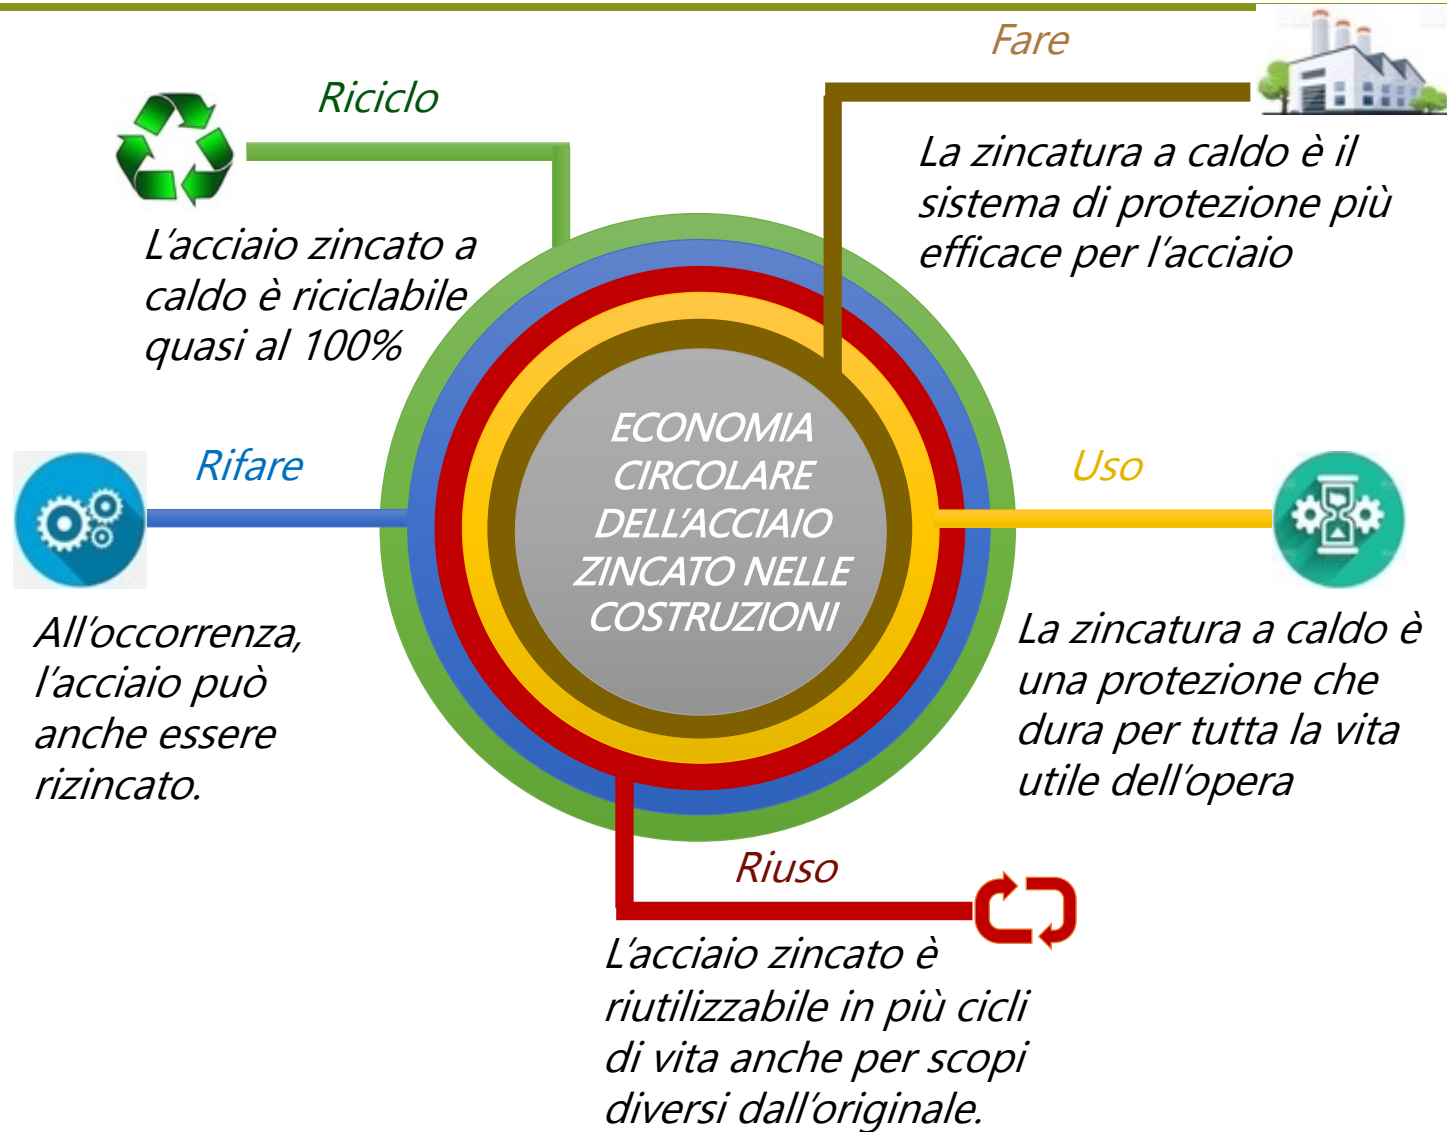 Fare
Riciclo
La zincatura a caldo è il
sistema di protezione più
efficace per l'acciaio
L'acciaio zincato a
caldo è riciclabile
quasi al 100%
ECONOMIA
CIRCOLARE
DELL'ACCIAIO
ZINCATO NELLE
COSTRUZIONI
Rifare
Uso
All'occorrenza,
l'acciaio può
anche essere
rizincato.
La zincatura a caldo è
una protezione che
dura per tutta la vita
utile dell'opera
Riuso
L'acciaio zincato è
riutilizzabile in più cicli
di vita anche per scopi
diversi dall'originale.